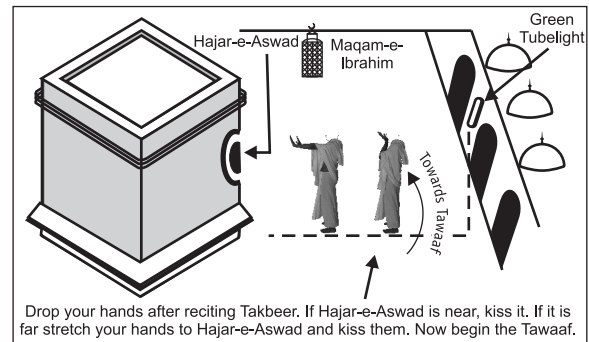 Green
Tubelight
Hajar-e-Aswad
Maqam-e-
Ibrahim
Towards Tawaaf
Drop your hands after reciting Takbeer. If Hajar-e-Aswad is near, kiss it. If it is
far stretch your hands to Hajar-e-Aswad and kiss them. Now begin the Tawaaf.